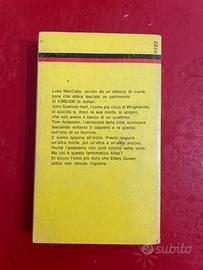 Luke MacCaby, ucciso da un attacco di cuore,
pare che abbia lasciato un patrimonio
di 4 000 000 di dollari.
John Spencer Hart, l'uomo più ricco di Wrightsville,
si suicida e, dopo la sua morte, si scopre
che non aveva il becco di un quattrino.
Tom Anderson, l'ubriacone della città, scompare
lasciando soltanto il cappello e la giacca
sull'orlo di un burrone.
E siamo appena all'inizio. Presto seguirà
un'altra morte, poi un'altra e un'altra ancora,
finché l'assassino non avrà colpito sette volte.
Ma chi è questo fantomatico killer?
Di sicuro l'osso più duro che Ellery Queen
abbia mai dovuto ingoiare.
subito